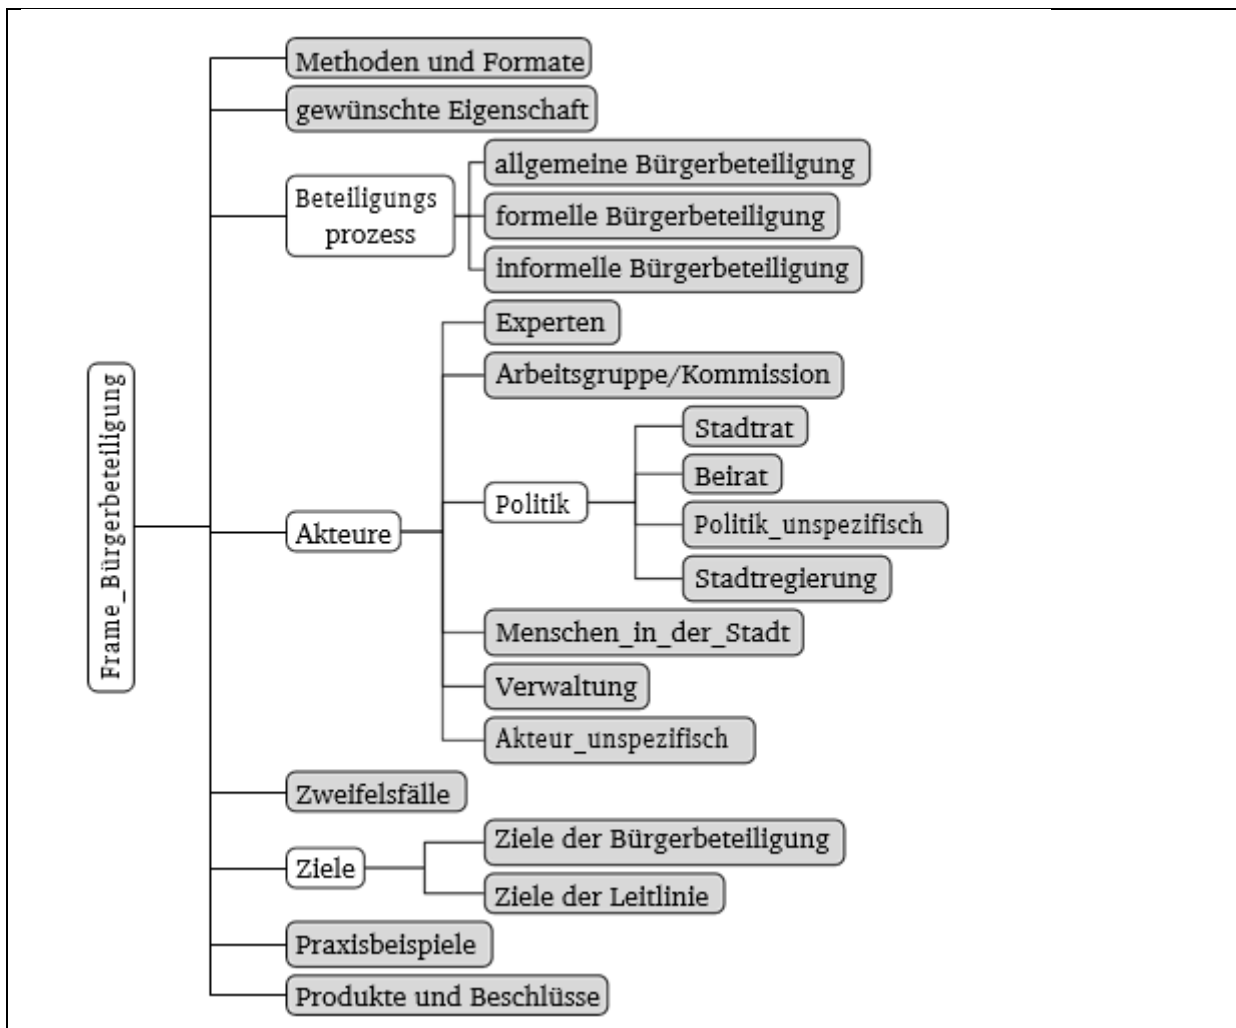 Frame_Bürgerbeteiligung
Methoden und Formate
gewünschte Eigenschaft
Beteiligungs
prozess
allgemeine Bürgerbeteiligung
formelle Bürgerbeteiligung
informelle Bürgerbeteiligung
Akteure
Experten
Arbeitsgruppe/Kommission
Politik
Stadtrat
Beirat
Politik_unspezifisch
Stadtregierung
Menschen_in_der_Stadt
Verwaltung
Akteur_unspezifisch
Zweifelsfälle
Ziele
Ziele der Bürgerbeteiligung
Ziele der Leitlinie
Praxisbeispiele
Produkte und Beschlüsse